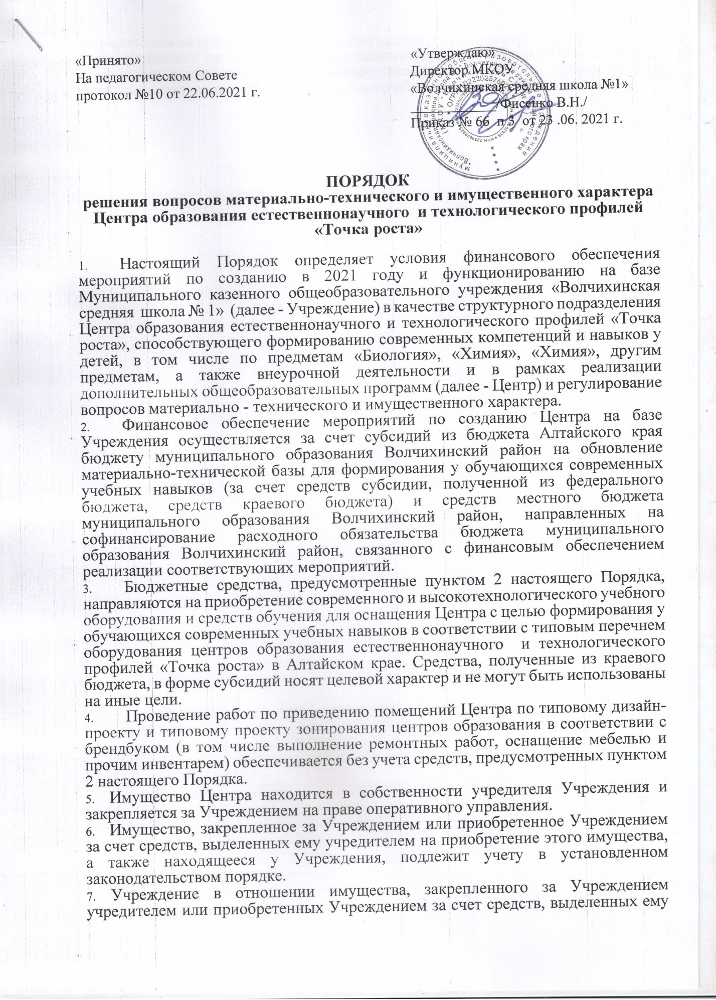 «Принято»
На педагогическом Совете
протокол №10 от 22.06.2021 г.
«Утверждаю»
Директор МКОУ
«Волчихинская средняя школа №1»
/Фисенко В.Н./
Приказ № 66 п 3 от 23 .06. 2021 г.
ПОРЯДОК
решения вопросов материально-технического и имущественного характера
Центра образования естественнонаучного и технологического профилей
«Точка роста»
1. Настоящий Порядок определяет условия финансового обеспечения
мероприятий по созданию в 2021 году и функционированию на базе
Муниципального казенного общеобразовательного учреждения «Волчихинская
средняя школа № 1» (далее - Учреждение) в качестве структурного подразделения
Центра образования естественнонаучного и технологического профилей «Точка
роста», способствующего формированию современных компетенций и навыков у
детей, в том числе по предметам «Биология», «Химия», «Химия», другим
предметам, а также внеурочной деятельности и в рамках реализации
дополнительных общеобразовательных программ (далее - Центр) и регулирование
вопросов материально - технического и имущественного характера.
2. Финансовое обеспечение мероприятий по созданию Центра на базе
Учреждения осуществляется за счет субсидий из бюджета Алтайского края
бюджету муниципального образования Волчихинский район на обновление
материально-технической базы для формирования у обучающихся современных
учебных навыков (за счет средств субсидии, полученной из федерального
бюджета, средств краевого бюджета) и средств местного бюджета
муниципального образования Волчихинский район, направленных на
софинансирование расходного обязательства бюджета муниципального
образования Волчихинский район, связанного с финансовым обеспечением
реализации соответствующих мероприятий.
3. Бюджетные средства, предусмотренные пунктом 2 настоящего Порядка,
направляются на приобретение современного и высокотехнологического учебного
оборудования и средств обучения для оснащения Центра с целью формирования у
обучающихся современных учебных навыков в соответствии с типовым перечнем
оборудования центров образования естественнонаучного и технологического
профилей «Точка роста» в Алтайском крае. Средства, полученные из краевого
бюджета, в форме субсидий носят целевой характер и не могут быть использованы
на иные цели.
4. Проведение работ по приведению помещений Центра по типовому дизайн-
проекту и типовому проекту зонирования центров образования в соответствии с
брендбуком (в том числе выполнение ремонтных работ, оснащение мебелью и
прочим инвентарем) обеспечивается без учета средств, предусмотренных пунктом
2 настоящего Порядка.
5. Имущество Центра находится в собственности учредителя Учреждения и
закрепляется за Учреждением на праве оперативного управления.
6. Имущество, закрепленное за Учреждением или приобретенное Учреждением
за счет средств, выделенных ему учредителем на приобретение этого имущества,
а также находящееся у Учреждения, подлежит учету в установленном
законодательством порядке.
7. Учреждение в отношении имущества, закрепленного за Учреждением
учредителем или приобретенных Учреждением за счет средств, выделенных ему